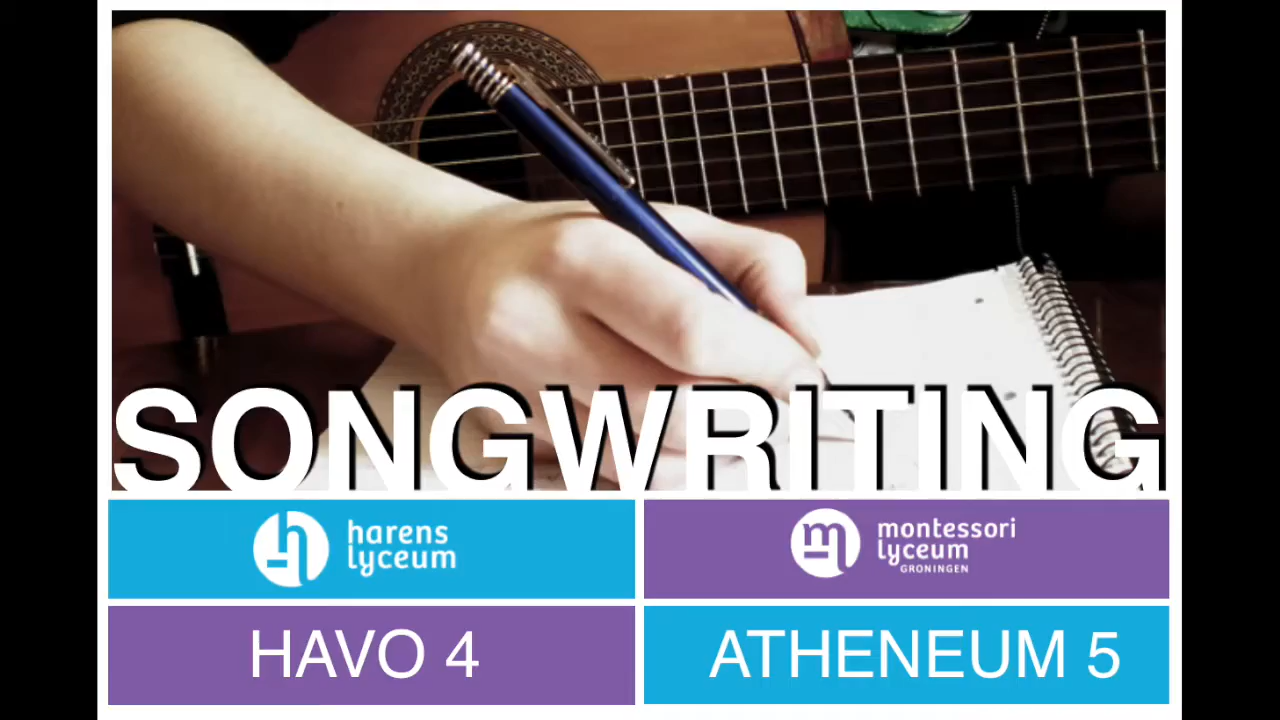 SONGWRITING
harens
lyceum
montessori
lyceum
GRONINGEN
HAVO 4
ATHENEUM 5